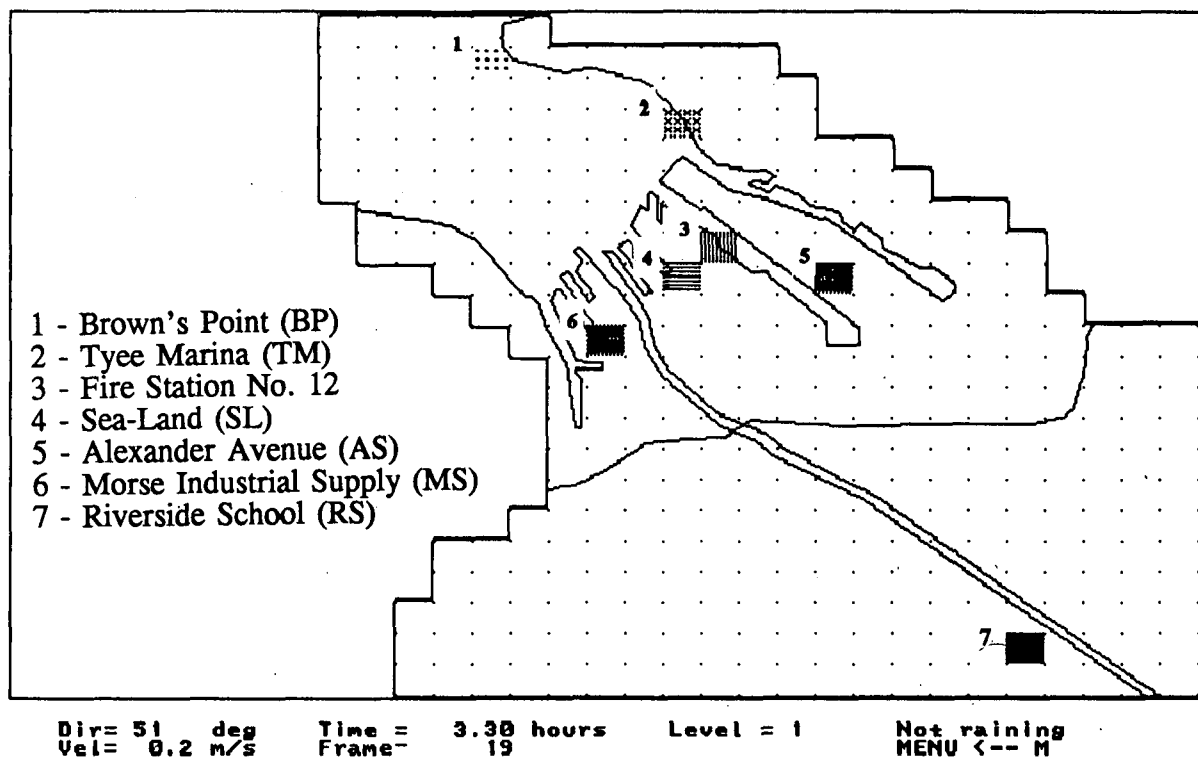 1
2
3
4
5
6
7
1 - Brown's Point (BP)
2 - Tyee Marina (TM)
3 - Fire Station No. 12
4 - Sea-Land (SL)
5 - Alexander Avenue (AS)
6 - Morse Industrial Supply (MS)
7 - Riverside School (RS)
Dir= 51 deg Time = 3.30 hours Level = 1 Not raining
Vel= 0.2 m/s Frame- 19 MENU <-- M